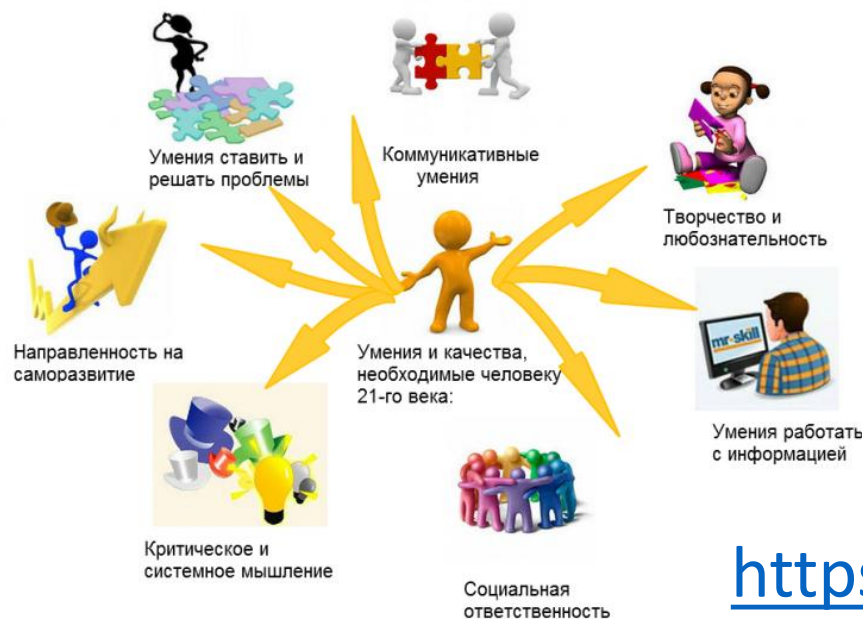 Умения ставить и
решать проблемы
Коммуникативные
умения
Творчество и
любознательность
Направленность на
саморазвитие
Умения и качества,
необходимые человеку
21-го века:
mr-skill
Умения работать
с информацией
Критическое и
системное мышление
Социальная
ответственность
https